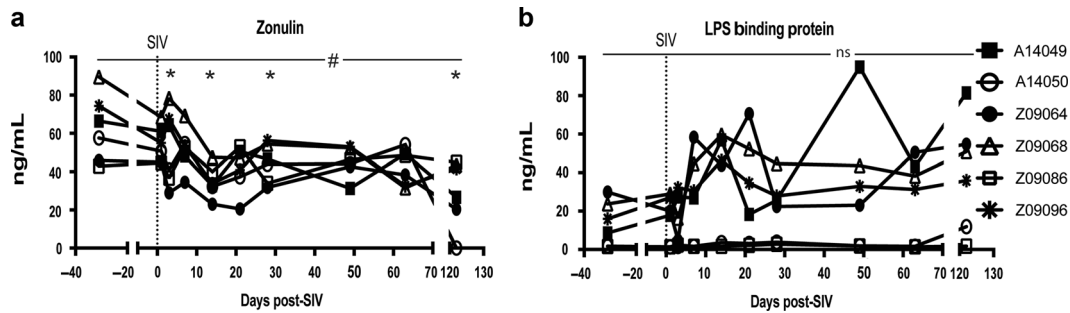 a
Zonulin
SIV
#
* * * *
ng/mL
100
80
60
40
20
0
−40 −20 0 10 20 30 40 50 60 70 120 130
Days post-SIV
b
LPS binding protein
SIV
ns
ng/mL
100
80
60
40
20
0
−40 −20 0 10 20 30 40 50 60 70 120 130
Days post-SIV
A14049
A14050
Z09064
Z09068
Z09086
Z09096